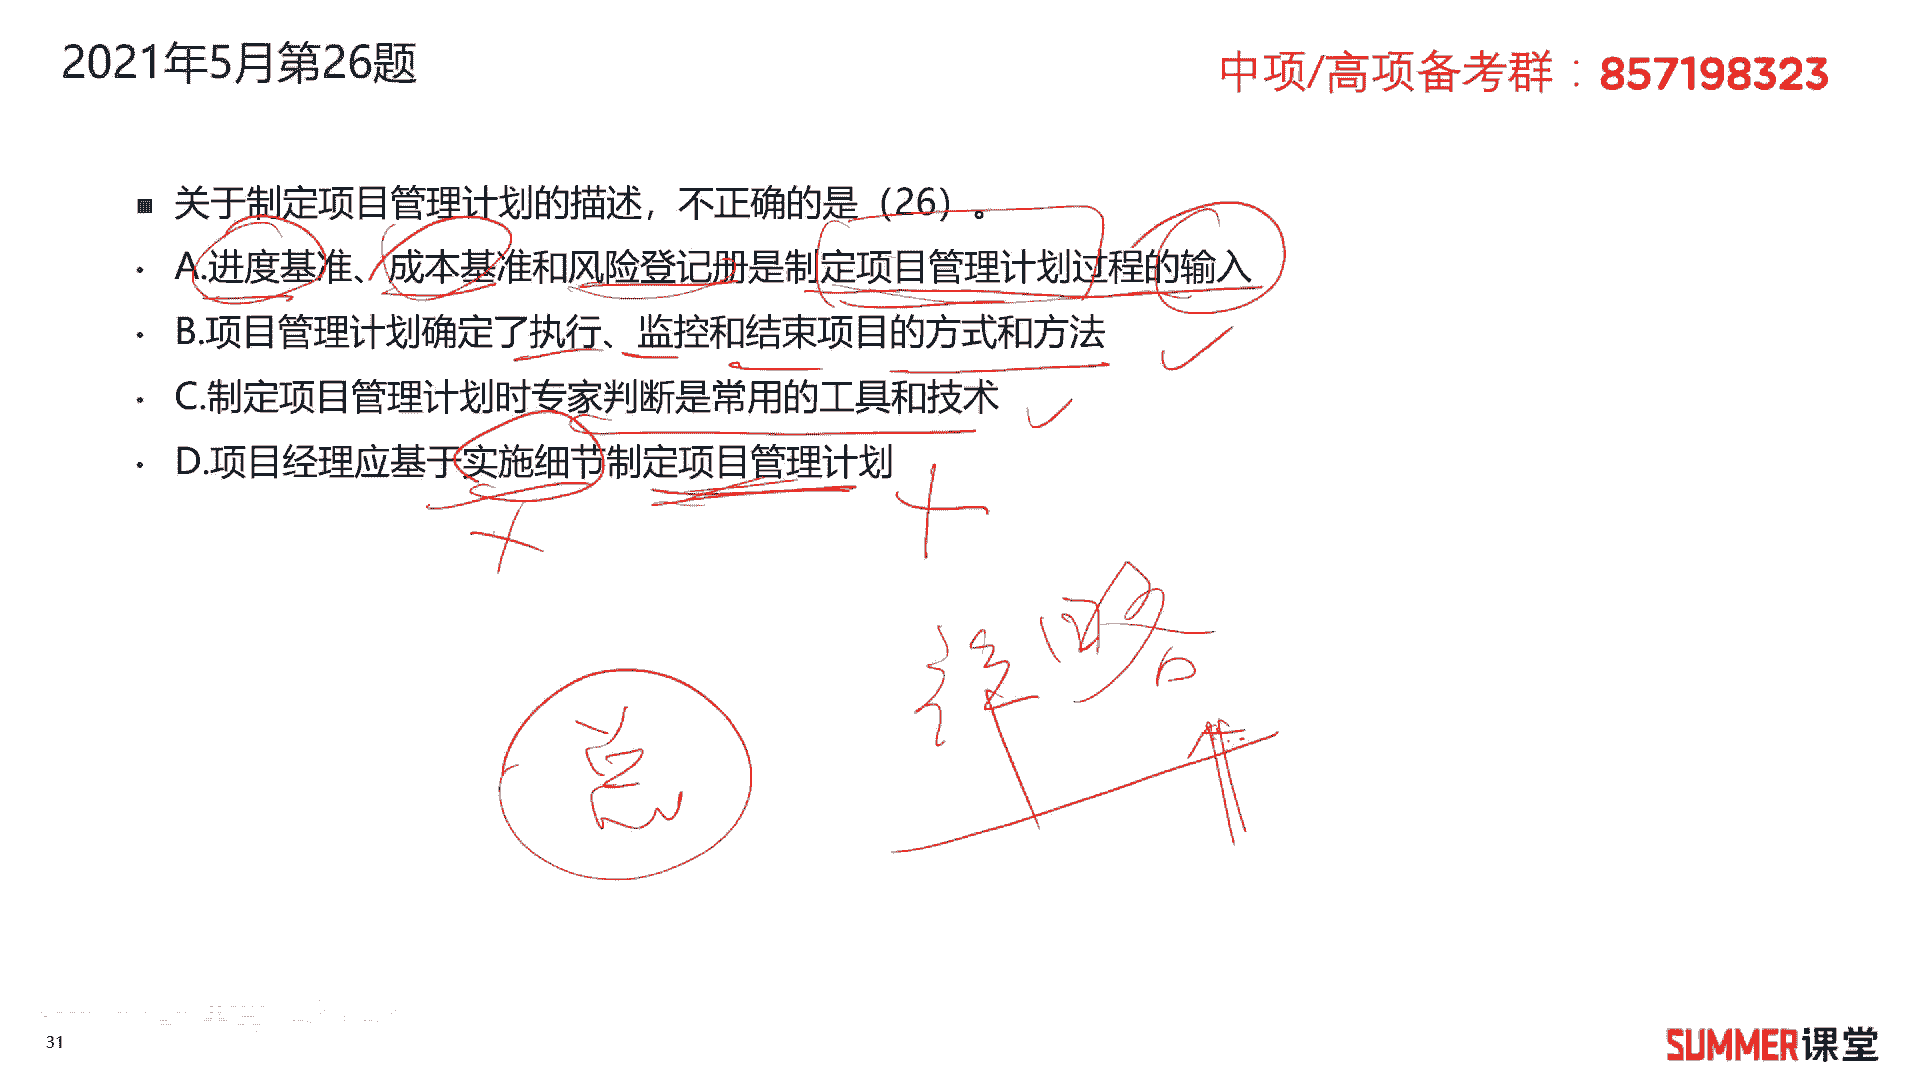 2021年5月第26题
中项/高项备考群：857198323
■ 关于制定项目管理计划的描述，不正确的是（26）。
· A.进度基准、成本基准和风险登记册是制定项目管理计划过程的输入
· B.项目管理计划确定了执行、监控和结束项目的方式和方法
· C.制定项目管理计划时专家判断是常用的工具和技术
· D.项目经理应基于实施细节制定项目管理计划
详略
总
31
SUMMER课堂